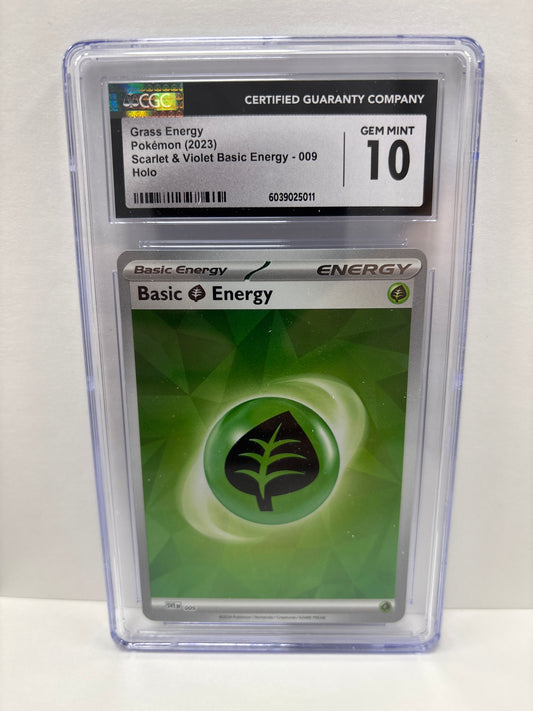 CGC
CERTIFIED GUARANTY COMPANY
Grass Energy
Pokémon (2023)
Scarlet & Violet Basic Energy - 009
Holo
GEM MINT
10
6039025011
Basic Energy
ENERGY
Basic Energy
009